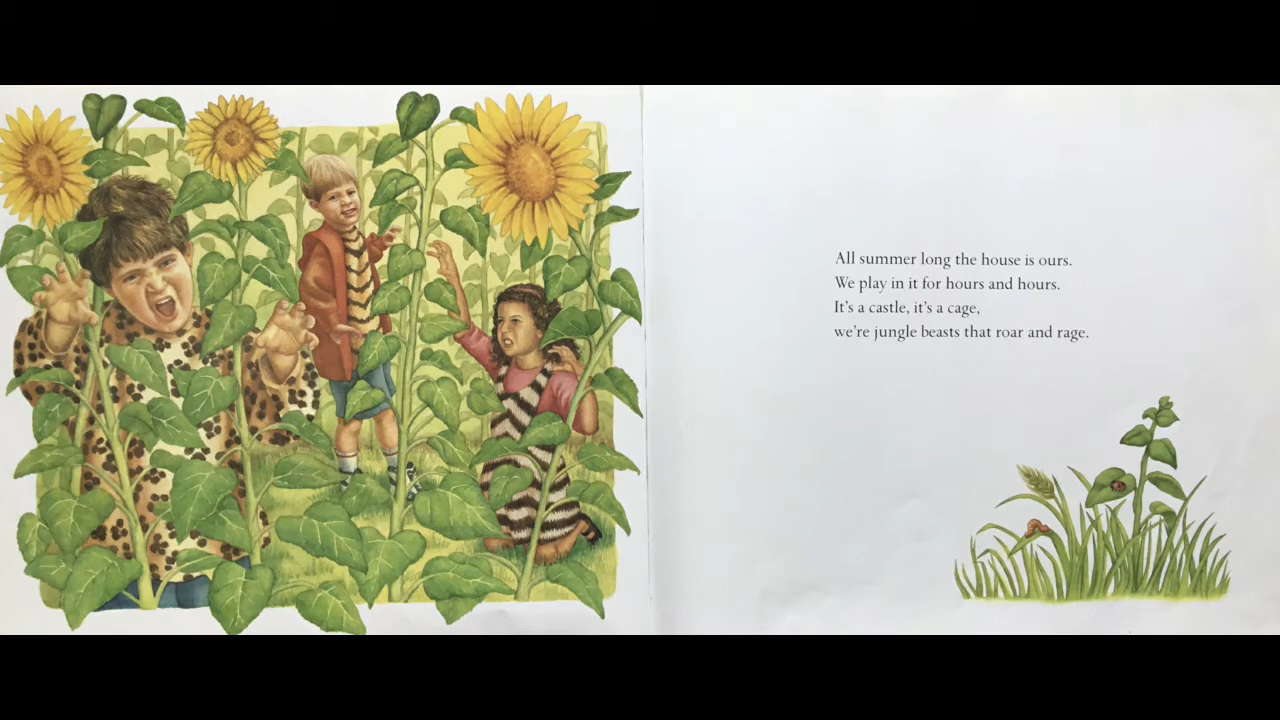 All summer long the house is ours.
We play in it for hours and hours.
It's a castle, it's a cage,
we're jungle beasts that roar and rage.